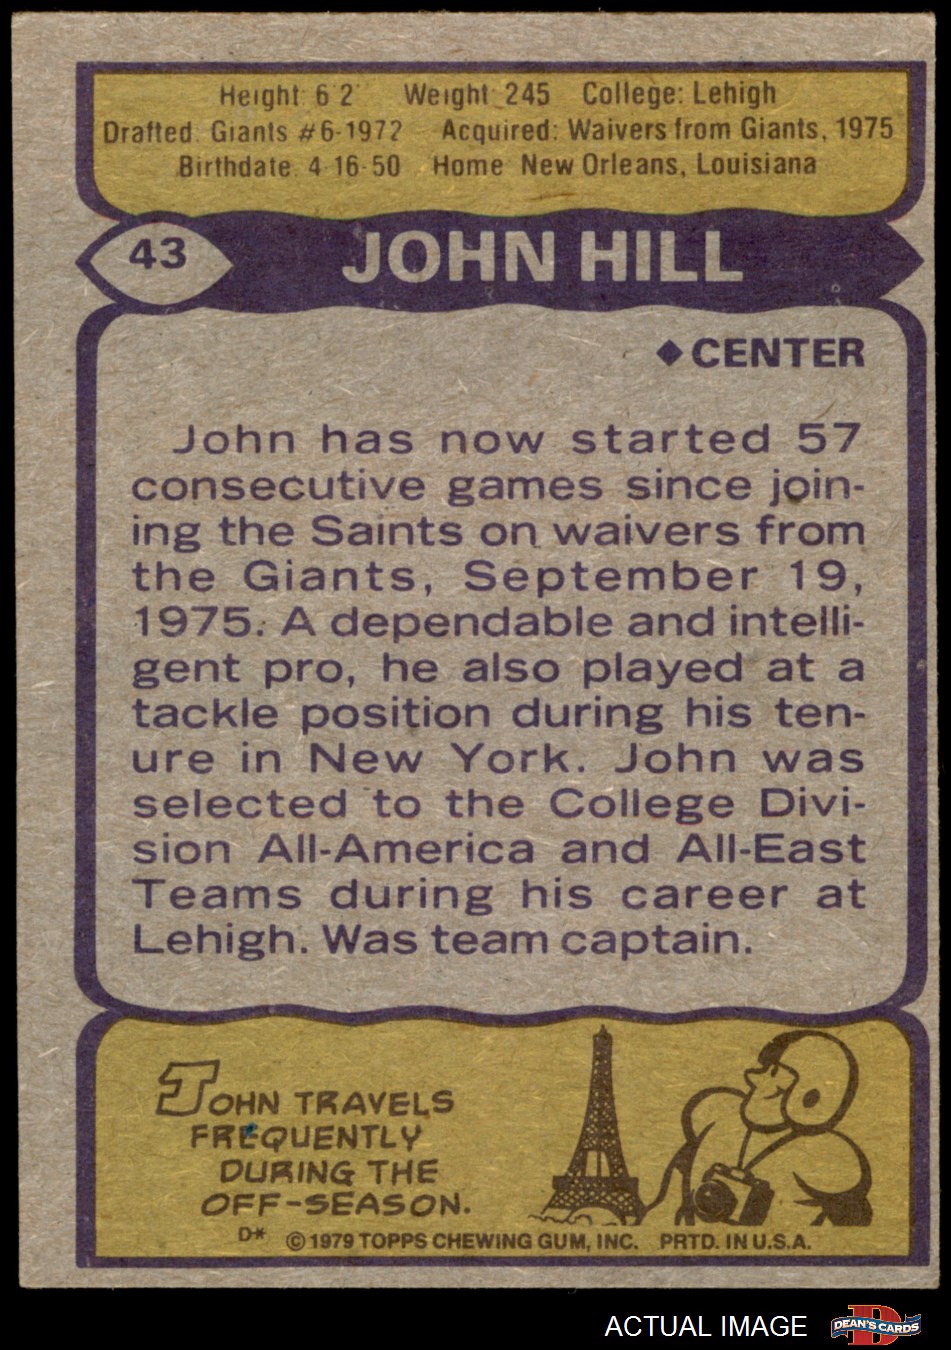 Height: 6 2 Weight 245 College: Lehigh
Drafted: Giants #6-1972 Acquired: Waivers from Giants, 1975
Birthdate 4-16-50 Home New Orleans, Louisiana
43 JOHN HILL
◆CENTER
John has now started 57
consecutive games since join-
ing the Saints on waivers from
the Giants, September 19,
1975. A dependable and intelli-
gent pro, he also played at a
tackle position during his ten-
ure in New York. John was
selected to the College Divi-
sion All-America and All-East
Teams during his career at
Lehigh. Was team captain.
JOHN TRAVELS
FREQUENTLY
DURING THE
OFF-SEASON.
D* ©1979 TOPPS CHEWING GUM, INC. PRTD. IN U.S.A.
ACTUAL IMAGE D DEAN'S CARDS